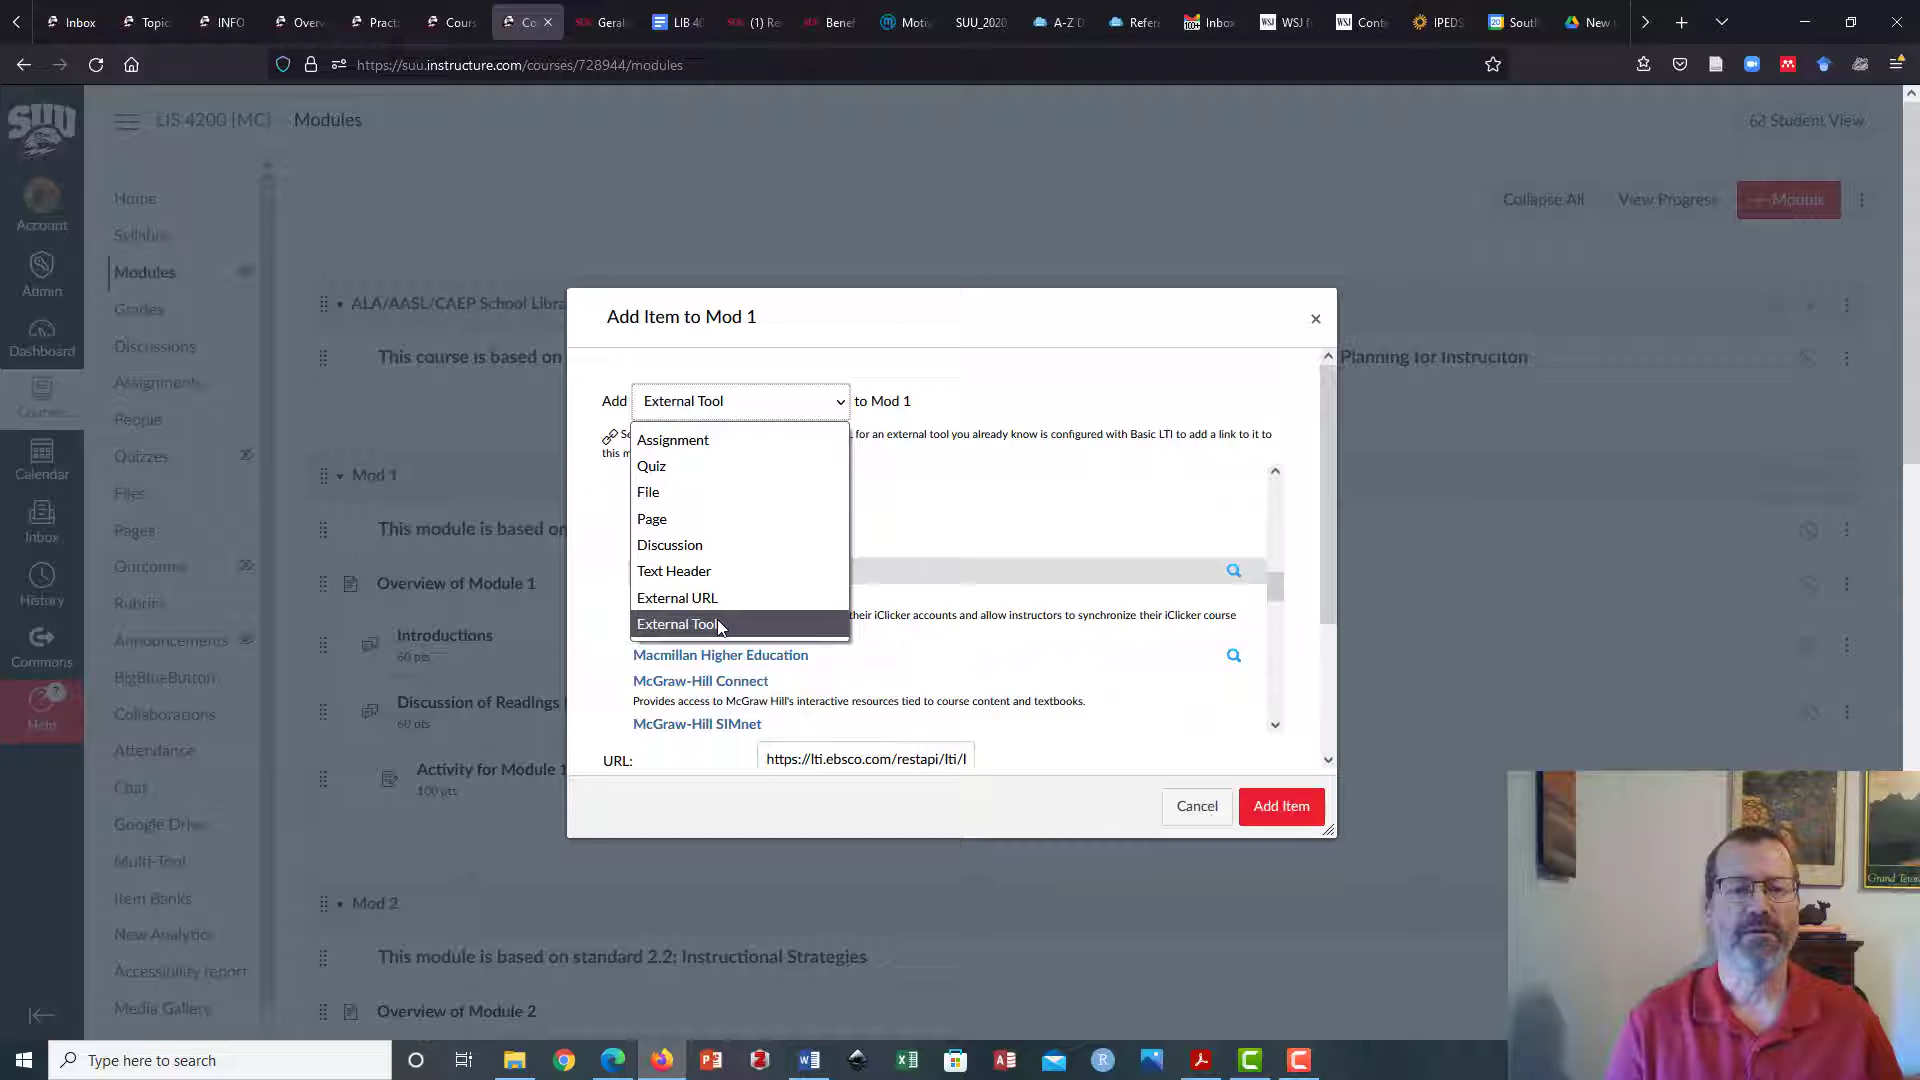 Inbox
Topic
INFO
Overv
Pract
Cours
Co
Geral
LIB 40
(1) Re
Benef
Motiv
SUU_2020
A-Z D
Refere
Inbox
WSJ f
Cont
IPEDS
South
New
https://suu.instructure.com/courses/728944/modules
SUU
LIS 4200 (MC)
Modules
Student View
Account
Admin
Dashboard
Courses
Calendar
Inbox
History
Commons
Help
Home
Syllabus
Modules
Grades
Discussions
Assignments
People
Quizzes
Files
Pages
Outcomes
Rubrics
Announcements
BigBlueButton
Collaborations
Attendance
Chat
Google Drive
Multi-Tool
Item Banks
New Analytics
Accessibility report
Media Gallery
Collapse All
View Progress
Module
ALA/AASL/CAEP School Libra
This course is based on
Planning for Instruciton
Mod 1
This module is based on
Overview of Module 1
Introductions
60 pts
Discussion of Readings
60 pts
Activity for Module 1
100 pts
Mod 2
This module is based on standard 2.2: Instructional Strategies
Overview of Module 2
Add Item to Mod 1
Add External Tool to Mod 1
for an external tool you already know is configured with Basic LTI to add a link to it to
this m
Assignment
Quiz
File
Page
Discussion
Text Header
External URL
External Tool
their iClicker accounts and allow instructors to synchronize their iClicker course
Macmillan Higher Education
McGraw-Hill Connect
Provides access to McGraw Hill's interactive resources tied to course content and textbooks.
McGraw-Hill SIMnet
URL:
https://lti.ebsco.com/restapi/lti/l
Cancel
Add Item
Grand Teton
Type here to search